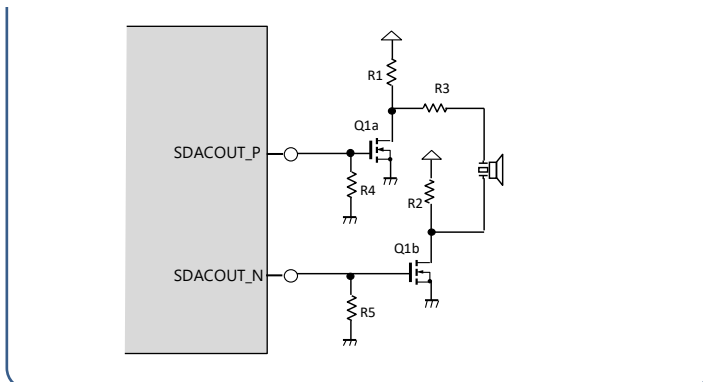 R1
R3
Q1a
SDACOUT_P
R4
R2
Q1b
SDACOUT_N
R5